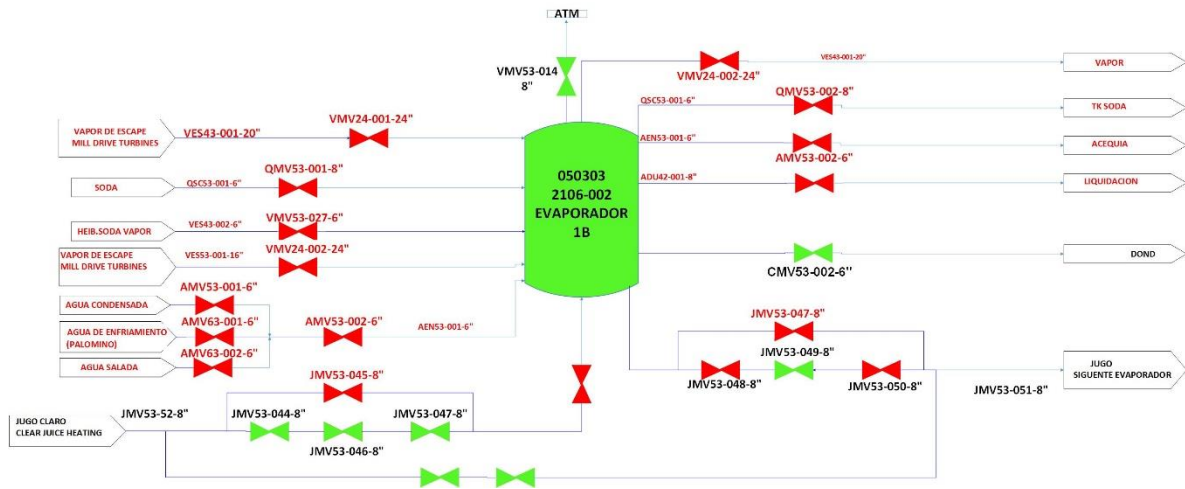 ATM
VMV53-014
8"
VMV24-002-24"
VES43-001-20"
VAPOR
QSC53-001-6"
QMV53-002-8"
TK SODA
VAPOR DE ESCAPE
MILL DRIVE TURBINES
VES43-001-20"
VMV24-001-24"
AEN53-001-6"
AMV53-002-6"
ACEQUIA
SODA
QSC53-001-6"
QMV53-001-8"
050303
2106-002
EVAPORADOR
1B
ADU42-001-8"
LIQUIDACION
HEIB.SODA VAPOR
VES43-002-6"
VMV53-027-6"
VAPOR DE ESCAPE
MILL DRIVE TURBINES
VES53-001-16"
VMV24-002-24"
CMV53-002-6"
DOND
AGUA CONDENSADA
AMV53-001-6"
AGUA DE ENFRIAMIENTO
(PALOMINO)
AMV63-001-6"
AMV53-002-6"
AEN53-001-6"
AGUA SALADA
AMV63-002-6"
JMV53-047-8"
JMV53-049-8"
JMV53-048-8"
JMV53-050-8"
JMV53-051-8"
JUGO
SIGUENTE EVAPORADOR
JMV53-045-8"
JUGO CLARO
CLEAR JUICE HEATING
JMV53-52-8"
JMV53-044-8"
JMV53-047-8"
JMV53-046-8"